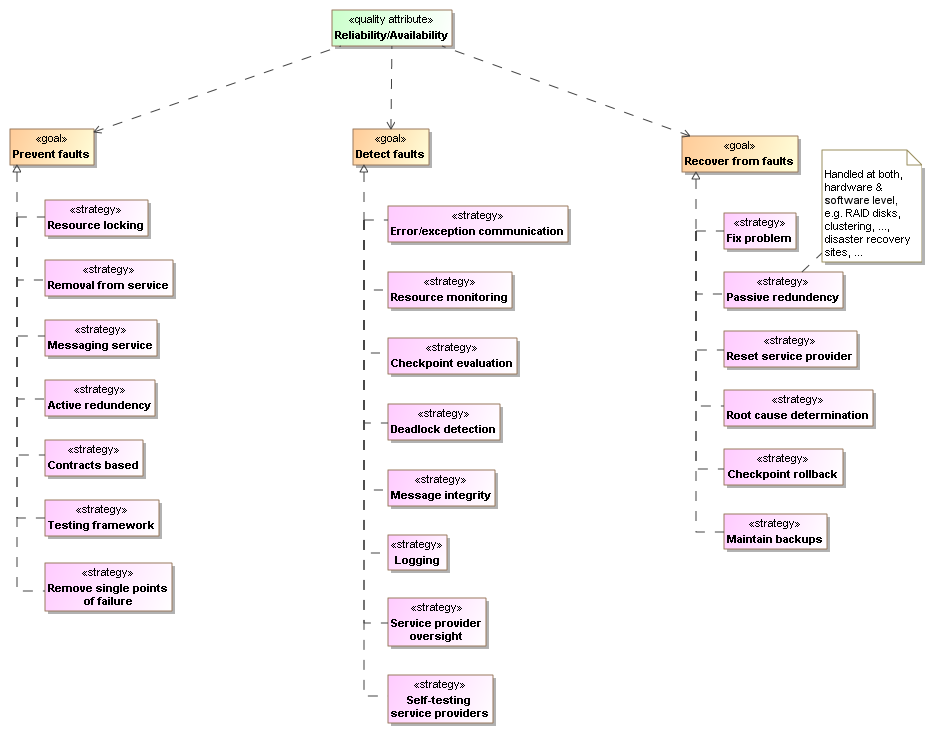 «quality attribute»
Reliability/Availability
«goal»
Prevent faults
«strategy»
Resource locking
«strategy»
Removal from service
«strategy»
Messaging service
«strategy»
Active redundency
«strategy»
Contracts based
«strategy»
Testing framework
«strategy»
Remove single points
of failure
«goal»
Detect faults
«strategy»
Error/exception communication
«strategy»
Resource monitoring
«strategy»
Checkpoint evaluation
«strategy»
Deadlock detection
«strategy»
Message integrity
«strategy»
Logging
«strategy»
Service provider
oversight
«strategy»
Self-testing
service providers
«goal»
Recover from faults
Handled at both,
hardware &
software level,
e.g. RAID disks,
clustering, ...,
disaster recovery
sites, ...
«strategy»
Fix problem
«strategy»
Passive redundency
«strategy»
Reset service provider
«strategy»
Root cause determination
«strategy»
Checkpoint rollback
«strategy»
Maintain backups